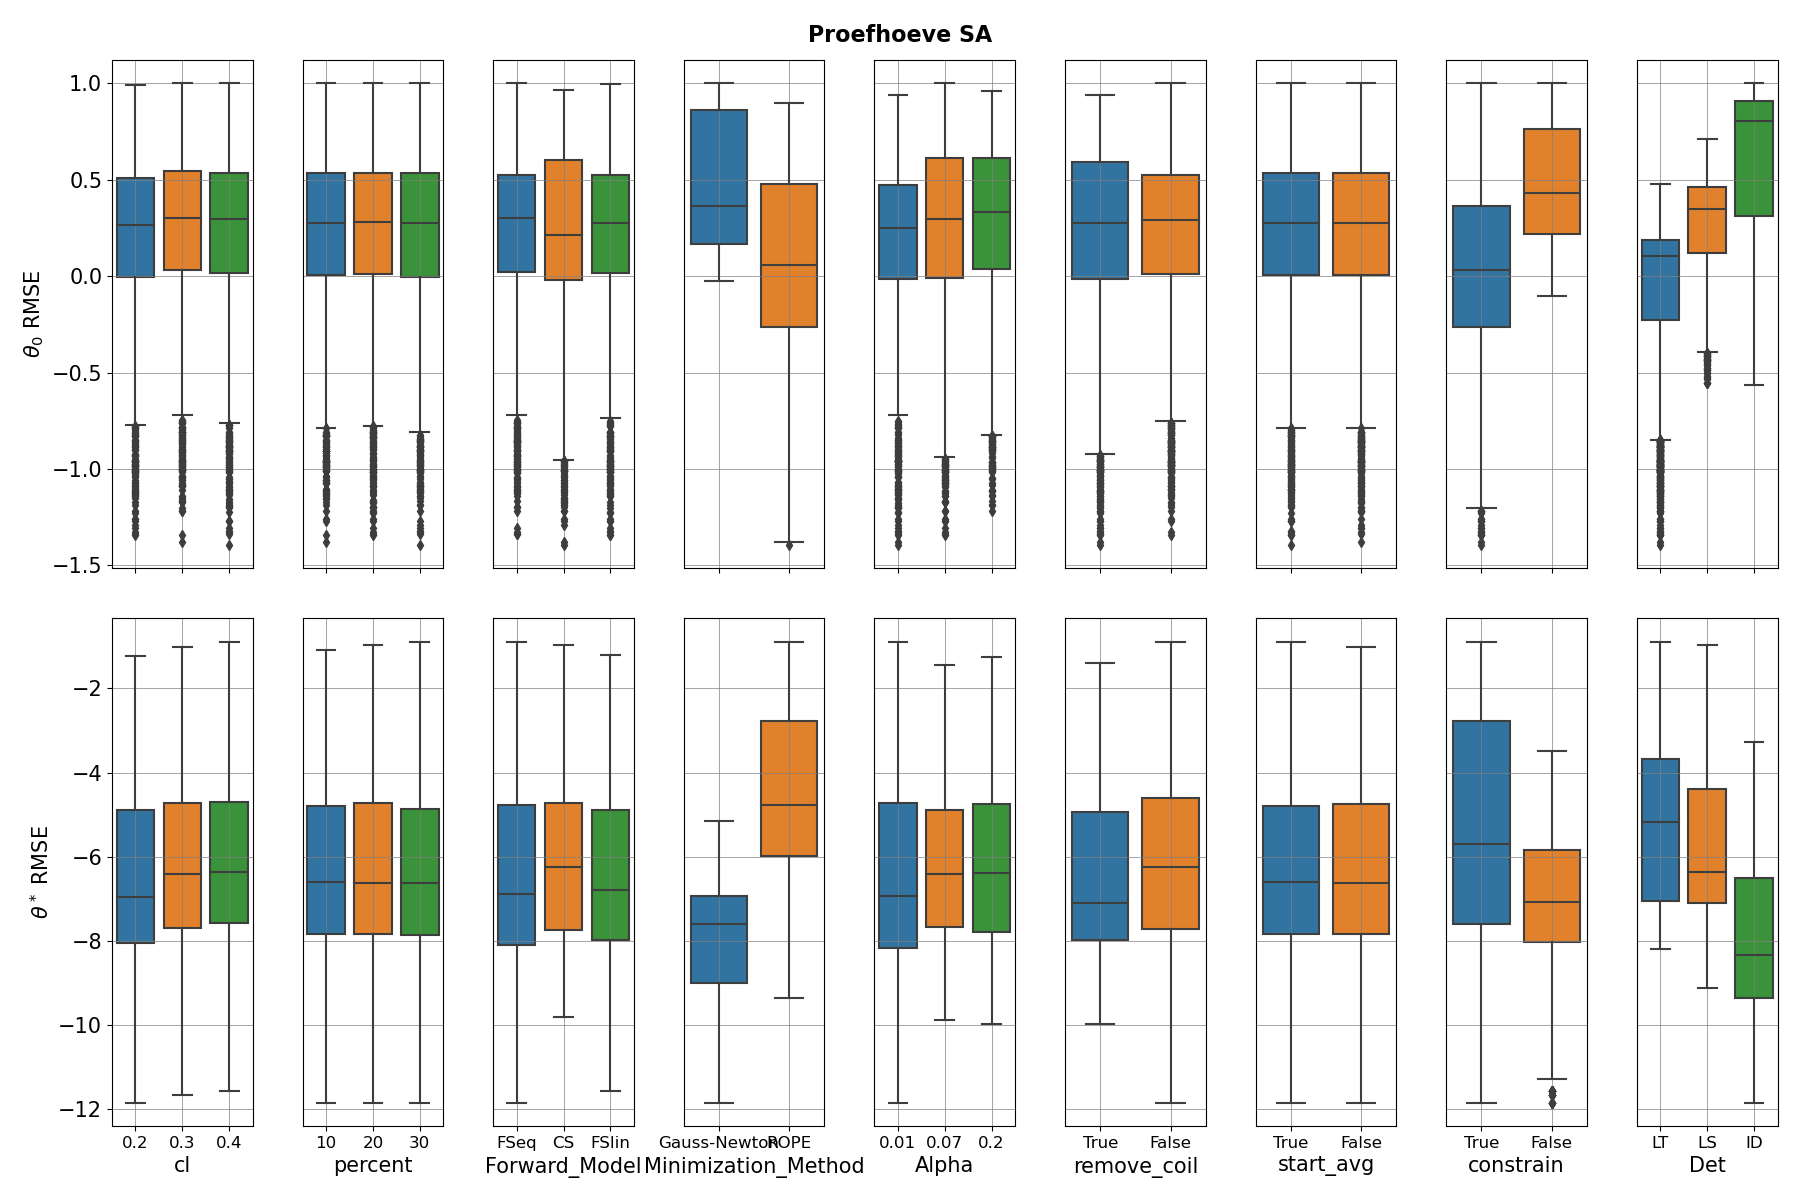 Proefhoeve SA
θ₀ RMSE
1.0
0.5
0.0
−0.5
−1.0
−1.5
θ* RMSE
−2
−4
−6
−8
−10
−12
0.2 0.3 0.4
cl
10 20 30
percent
FSeq CS FSlin
Forward_Model
Gauss-Newton ROPE
Minimization_Method
0.01 0.07 0.2
Alpha
True False
remove_coil
True False
start_avg
True False
constrain
LT LS ID
Det